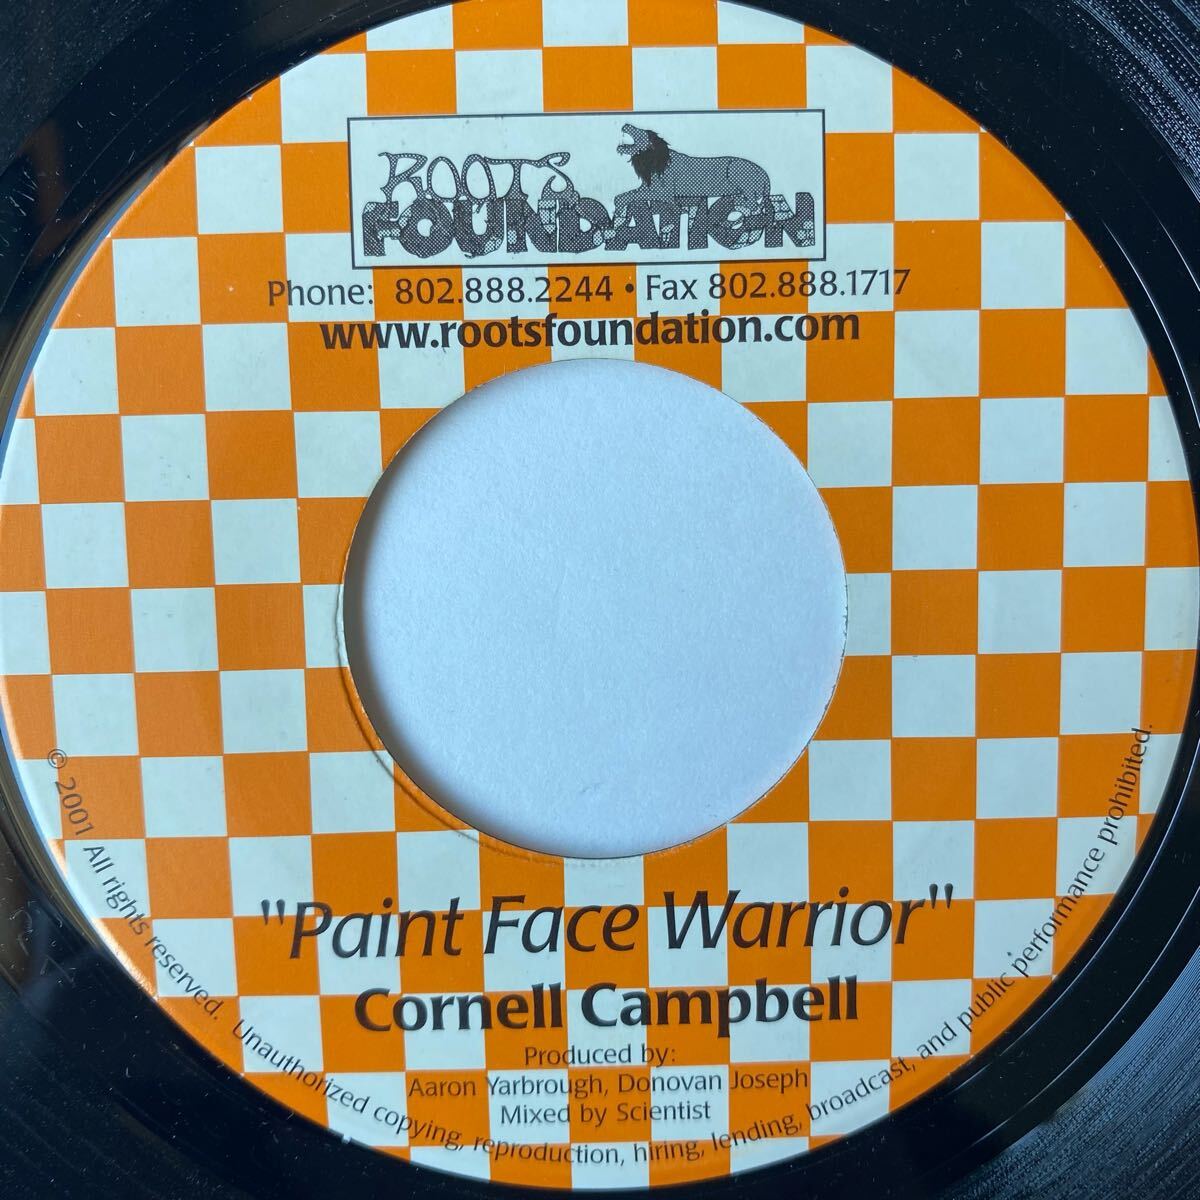 ROOTS
FOUNDATION
Phone: 802.888.2244 • Fax 802.888.1717
www.rootsfoundation.com
"Paint Face Warrior"
Cornell Campbell
Produced by:
Aaron Yarbrough, Donovan Joseph
Mixed by Scientist
© 2001 All rights reserved. Unauthorized copying, reproduction, hiring, lending, broadcast, and public performance prohibited.